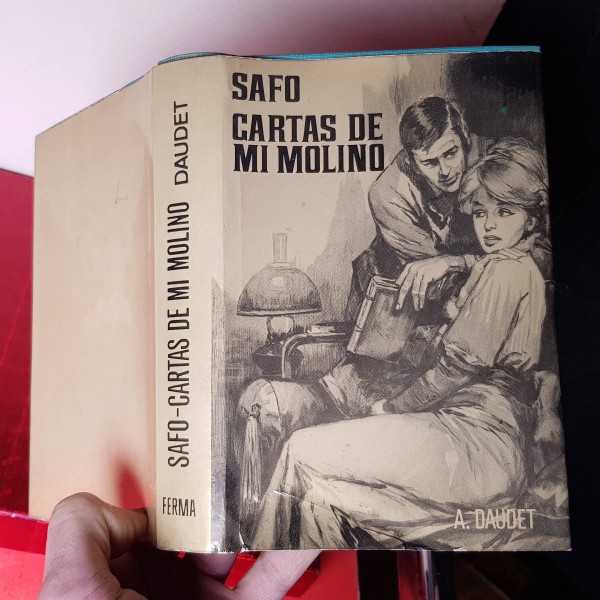 SAFO
CARTAS DE
MI MOLINO
A. DAUDET
SAFO-CARTAS DE MI MOLINO DAUDET
FERMA